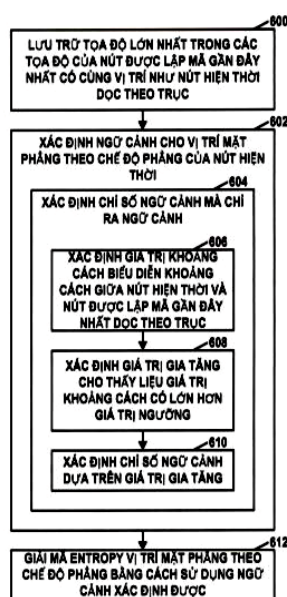 600
LƯU TRỮ TỌA ĐỘ LỚN NHẤT TRONG CÁC
TỌA ĐỘ CỦA NÚT ĐƯỢC LẬP MÃ GẦN ĐÂY
NHẤT CÓ CÙNG VỊ TRÍ NHƯ NÚT HIỆN THỜI
DỌC THEO TRỤC
602
XÁC ĐỊNH NGỮ CẢNH CHO VỊ TRÍ MẶT
PHẲNG THEO CHẾ ĐỘ PHẲNG CỦA NÚT HIỆN
THỜI
604
XÁC ĐỊNH CHỈ SỐ NGỮ CẢNH MÀ CHỈ
RA NGỮ CẢNH
606
XÁC ĐỊNH GIÁ TRỊ KHOẢNG
CÁCH BIỂU DIỄN KHOẢNG
CÁCH GIỮA NÚT HIỆN THỜI VÀ
NÚT ĐƯỢC LẬP MÃ GẦN ĐÂY
NHẤT DỌC THEO TRỤC
608
XÁC ĐỊNH GIÁ TRỊ GIA TĂNG
CHO THẤY LIỆU GIÁ TRỊ
KHOẢNG CÁCH CÓ LỚN HƠN
GIÁ TRỊ NGƯỠNG
610
XÁC ĐỊNH CHỈ SỐ NGỮ CẢNH
DỰA TRÊN GIÁ TRỊ GIA TĂNG
612
GIẢI MÃ ENTROPY VỊ TRÍ MẶT PHẲNG THEO
CHẾ ĐỘ PHẲNG BẰNG CÁCH SỬ DỤNG NGỮ
CẢNH XÁC ĐỊNH ĐƯỢC